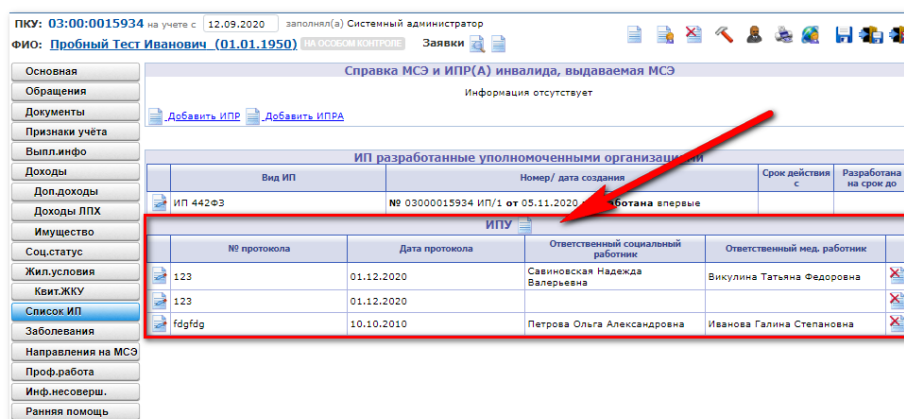 ПКУ: 03:00:0015934 на учете с 12.09.2020 заполнял(а) Системный администратор
ФИО: Пробный Тест Иванович (01.01.1950) НА ОСОБОМ КОНТРОЛЕ Заявки
Основная
Обращения
Документы
Признаки учёта
Выпл.инфо
Доходы
Доп.доходы
Доходы ЛПХ
Имущество
Соц.статус
Жил.условия
Квит.ЖКУ
Список ИП
Заболевания
Направления на МСЭ
Проф.работа
Инф.несоверш.
Ранняя помощь
Справка МСЭ и ИПР(А) инвалида, выдаваемая МСЭ
Информация отсутствует
Добавить ИПР Добавить ИПРА
ИП разработанные уполномоченными
Вид ИП Номер/ дата создания Срок действия с Разработана на срок до
ИП 442ФЗ № 03000015934 ИП/1 от 05.11.2020 впервые
ИПУ
№ протокола Дата протокола Ответственный социальный работник Ответственный мед. работник
123 01.12.2020 Савиновская Надежда Валерьевна Викулина Татьяна Федоровна
123 01.12.2020
fdgfdg 10.10.2010 Петрова Ольга Александровна Иванова Галина Степановна